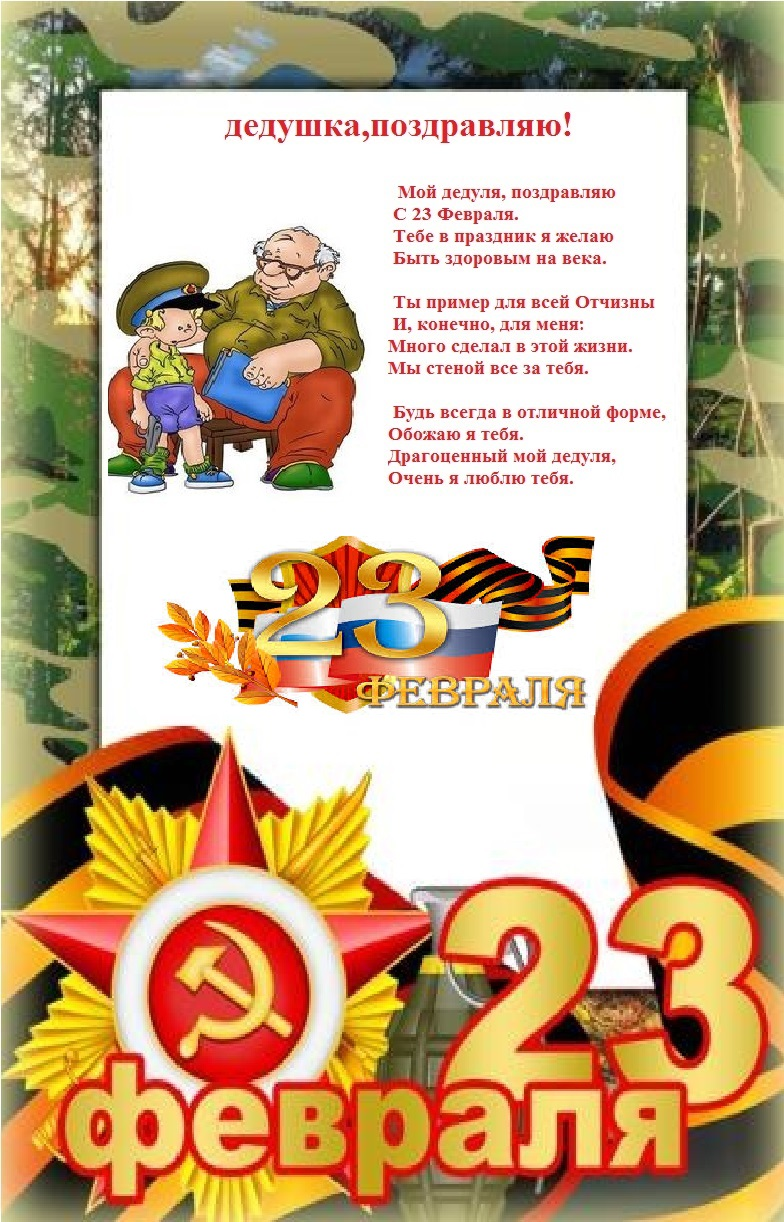 дедушка,поздравляю!
Мой дедуля, поздравляю
С 23 Февраля.
Тебе в праздник я желаю
Быть здоровым на века.
Ты пример для всей Отчизны
И, конечно, для меня:
Много сделал в этой жизни.
Мы стеной все за тебя.
Будь всегда в отличной форме,
Обожаю я тебя.
Драгоценный мой дедуля,
Очень я люблю тебя.
23
ФЕВРАЛЯ
23
февраля